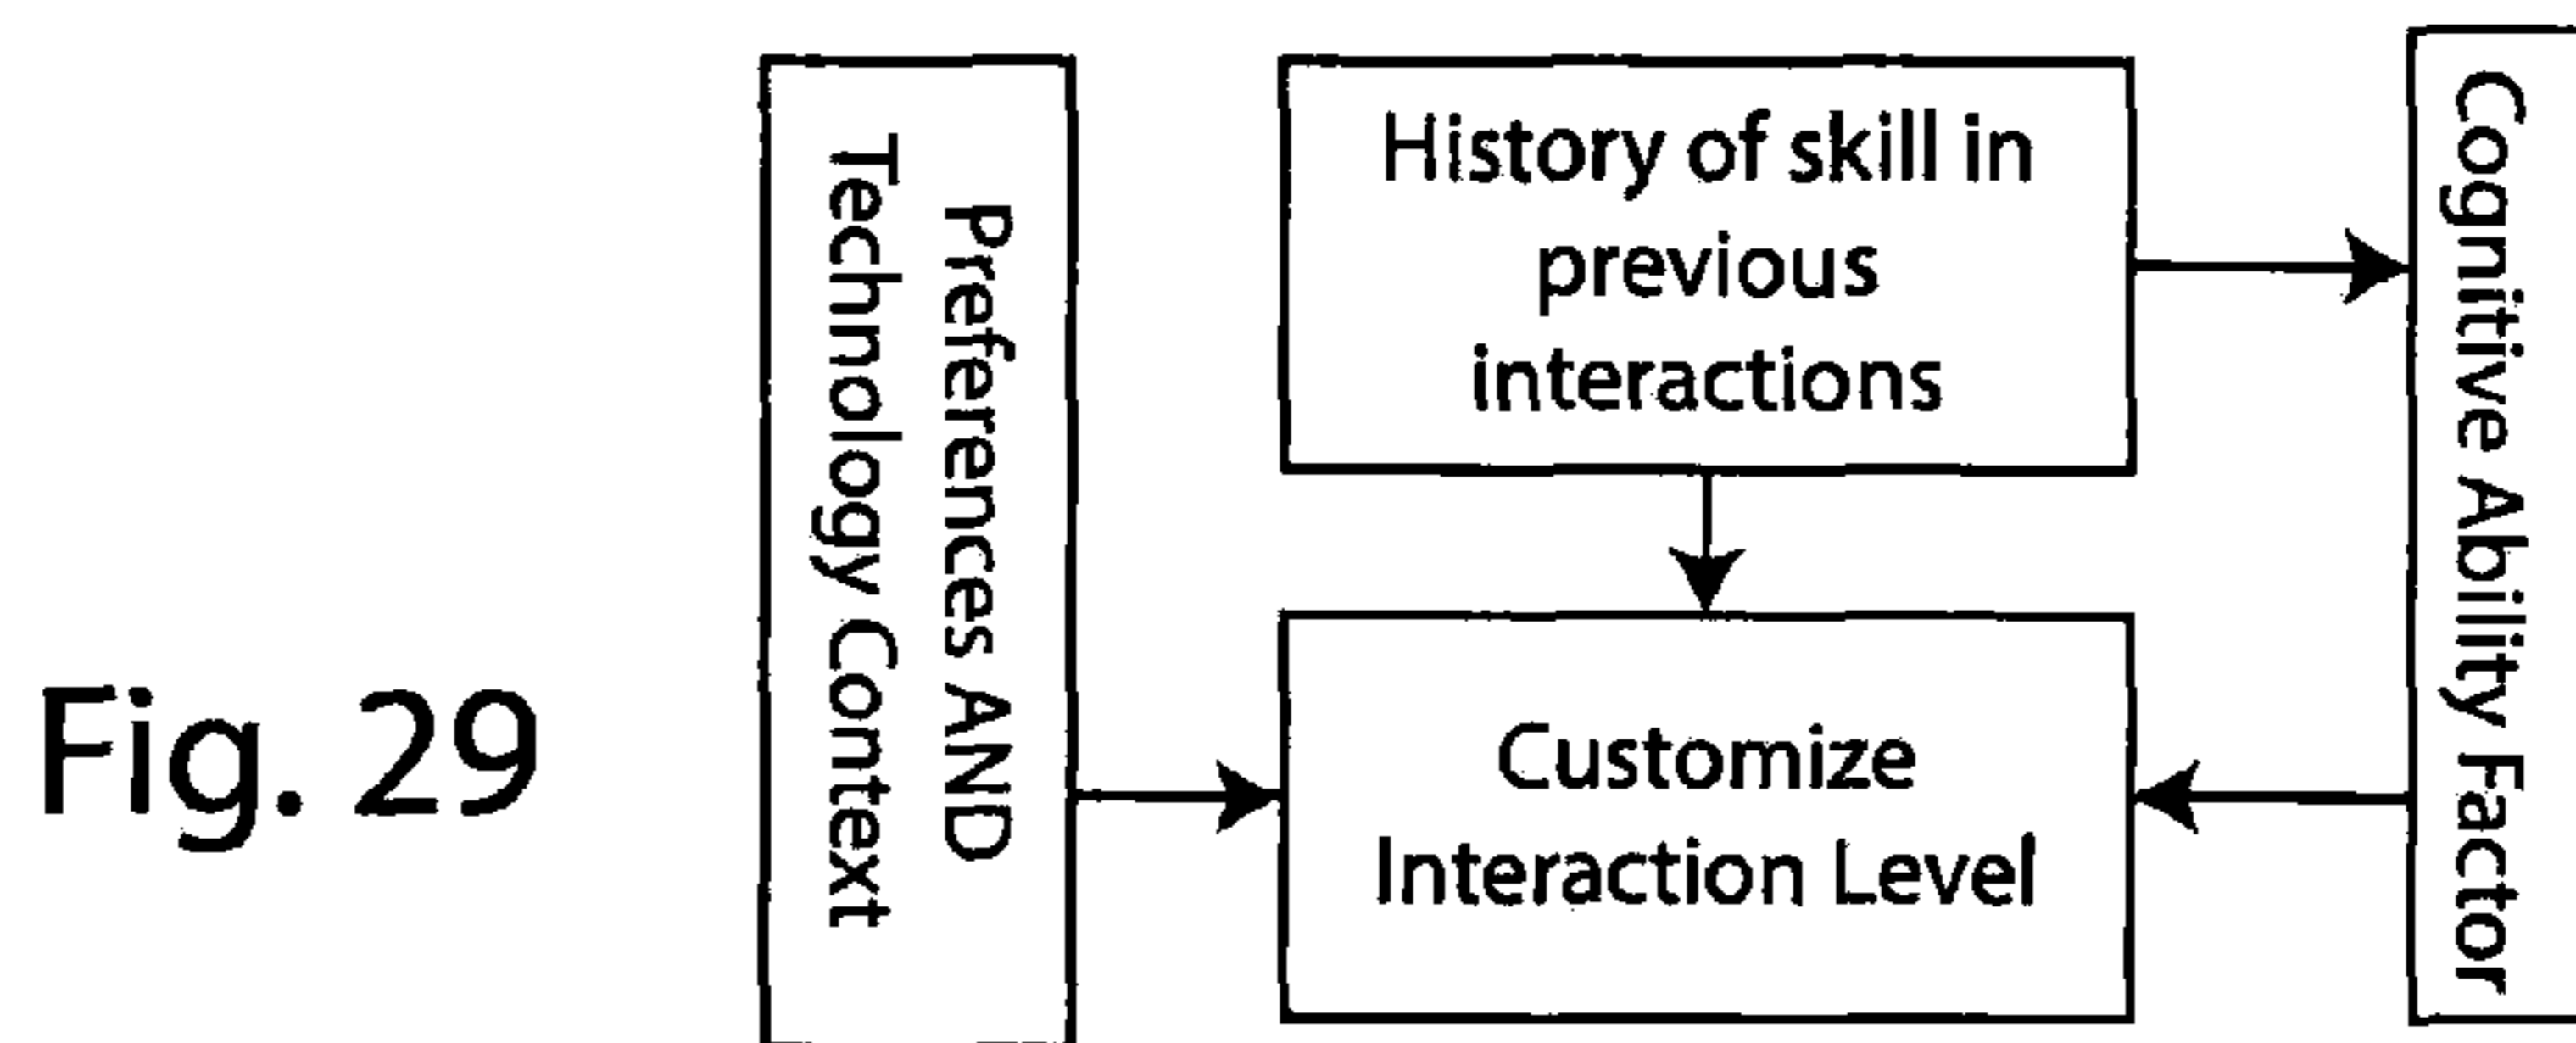 Preferences AND
Technology Context
History of skill in
previous
interactions
Cognitive Ability Factor
Customize
Interaction Level
Fig. 29